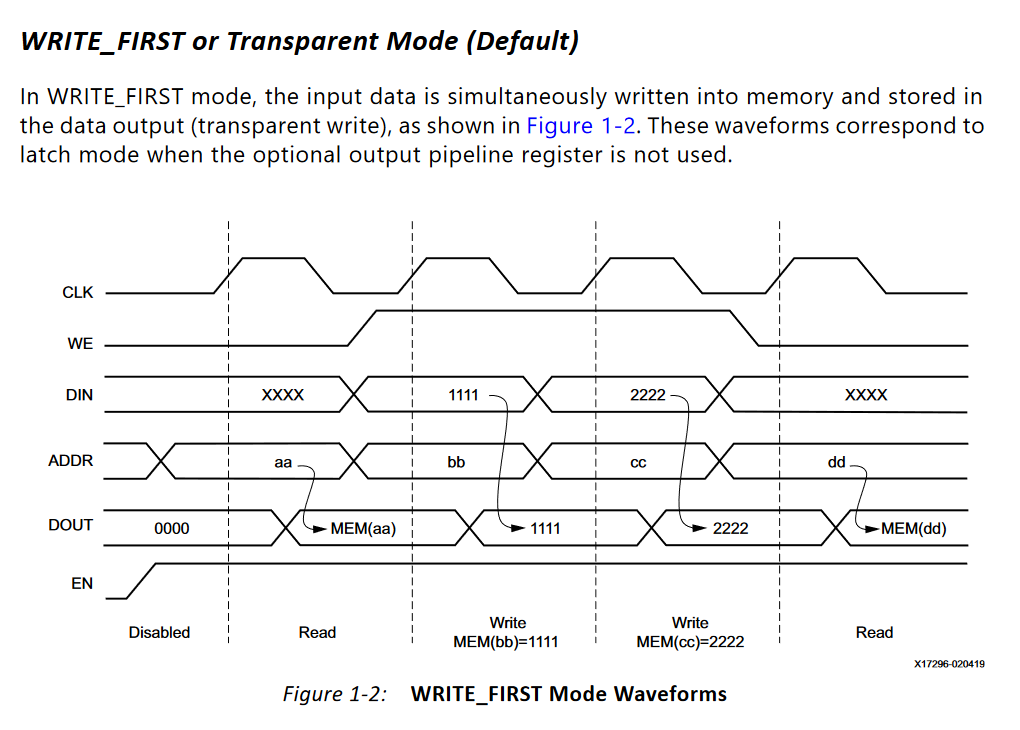 WRITE_FIRST or Transparent Mode (Default)
In WRITE_FIRST mode, the input data is simultaneously written into memory and stored in
the data output (transparent write), as shown in Figure 1-2. These waveforms correspond to
latch mode when the optional output pipeline register is not used.
CLK
WE
DIN XXXX 1111 2222 XXXX
ADDR aa bb cc dd
DOUT 0000 MEM(aa) 1111 2222 MEM(dd)
EN
Disabled Read Write Write Read
MEM(bb)=1111 MEM(cc)=2222
X17296-020419
Figure 1-2: WRITE_FIRST Mode Waveforms